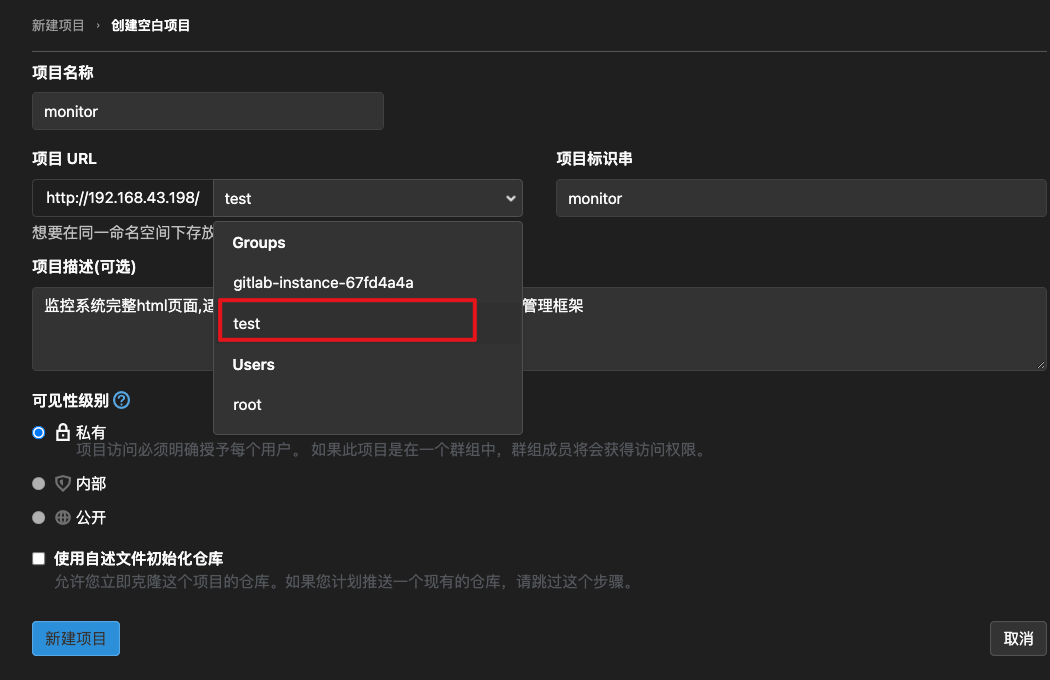 新建项目 › 创建空白项目
项目名称
monitor
项目 URL
项目标识串
http://192.168.43.198/
test
monitor
想要在同一命名空间下存放
Groups
gitlab-instance-67fd4a4a
test
Users
root
项目描述(可选)
监控系统完整html页面,适
管理框架
可见性级别
私有
项目访问必须明确授予每个用户。 如果此项目是在一个群组中，群组成员将会获得访问权限。
内部
公开
使用自述文件初始化仓库
允许您立即克隆这个项目的仓库。如果您计划推送一个现有的仓库，请跳过这个步骤。
新建项目
取消